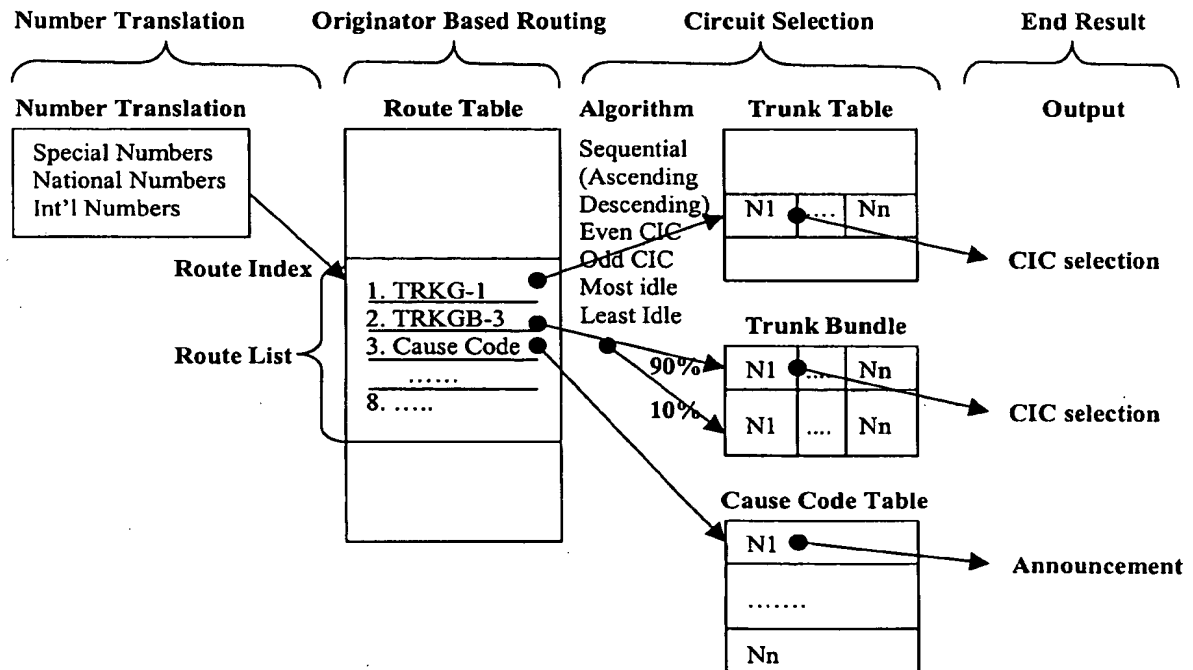 Number Translation
Originator Based Routing
Circuit Selection
End Result
Number Translation
Special Numbers
National Numbers
Int'l Numbers
Route Index
Route List
Route Table
1. TRKG-1
2. TRKGB-3
3. Cause Code
......
8. .....
Algorithm
Sequential
(Ascending
Descending)
Even CIC
Odd CIC
Most idle
Least Idle
90%
10%
Trunk Table
N1 .... Nn
Trunk Bundle
N1 .... Nn
N1 .... Nn
Cause Code Table
N1
.......
Nn
Output
CIC selection
CIC selection
Announcement